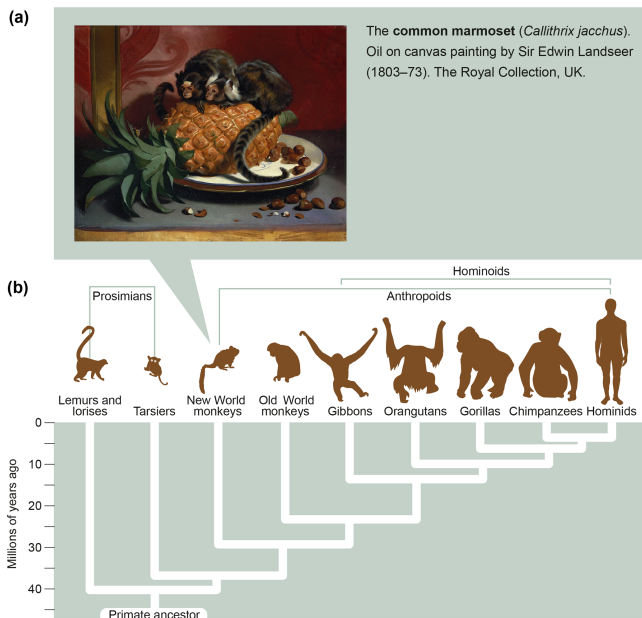 (a)
The common marmoset (Callithrix jacchus).
Oil on canvas painting by Sir Edwin Landseer
(1803–73). The Royal Collection, UK.
(b)
Hominoids
Prosimians
Anthropoids
Lemurs and lorises
Tarsiers
New World monkeys
Old World monkeys
Gibbons
Orangutans
Gorillas
Chimpanzees
Hominids
Millions of years ago
0
10
20
30
40
Primate ancestor